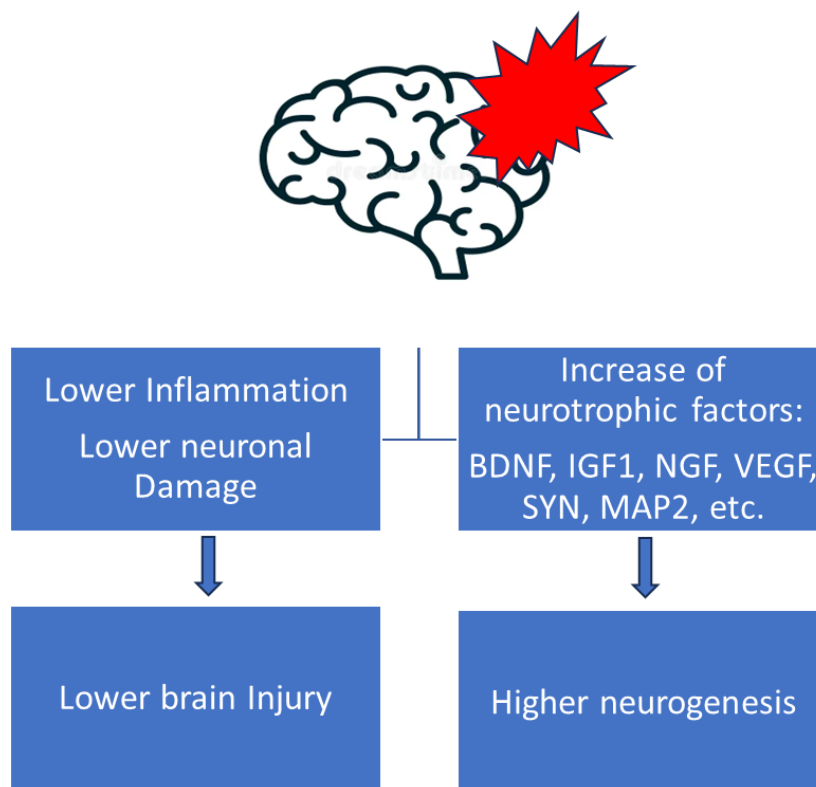 Lower Inflammation
Lower neuronal
Damage
Increase of
neurotrophic factors:
BDNF, IGF1, NGF, VEGF,
SYN, MAP2, etc.
Lower brain Injury
Higher neurogenesis